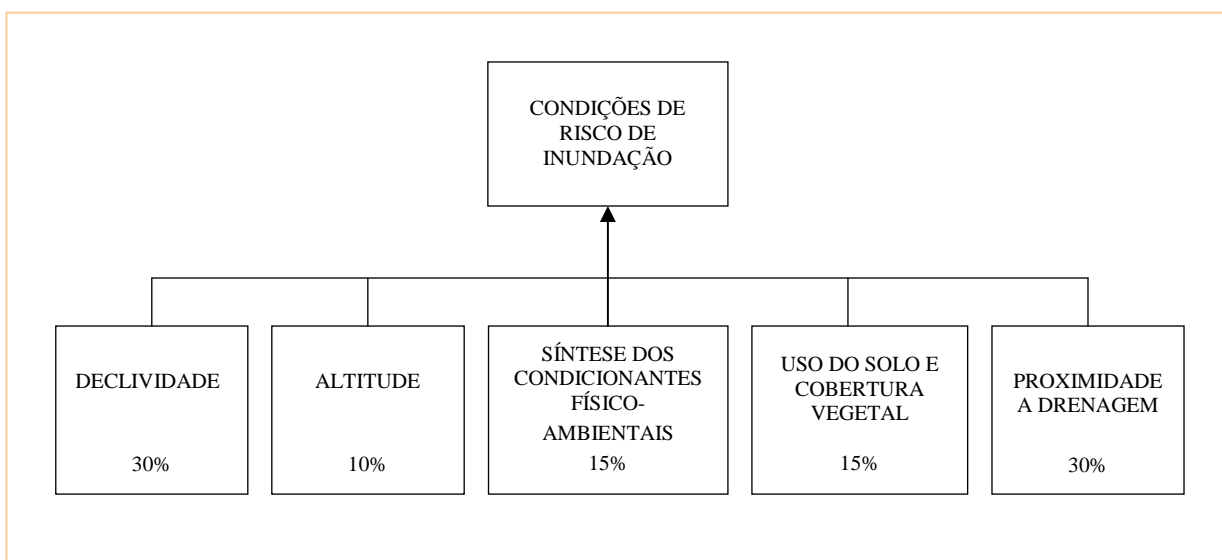 CONDIÇÕES DE
RISCO DE
INUNDAÇÃO
DECLIVIDADE
30%
ALTITUDE
10%
SÍNTESE DOS
CONDICIONANTES
FÍSICO-
AMBIENTAIS
15%
USO DO SOLO E
COBERTURA
VEGETAL
15%
PROXIMIDADE
A DRENAGEM
30%